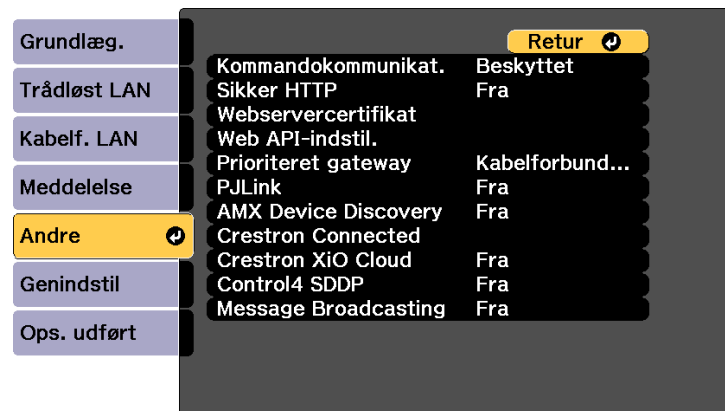 Grundlæg.
Trådløst LAN
Kabelf. LAN
Meddelelse
Andre
Genindstil
Ops. udført
Retur
Kommandokommunikat. Beskyttet
Sikker HTTP Fra
Webservercertifikat
Web API-indstil.
Prioriteret gateway Kabelforbund...
PJLink Fra
AMX Device Discovery Fra
Crestron Connected
Crestron XiO Cloud Fra
Control4 SDDP Fra
Message Broadcasting Fra